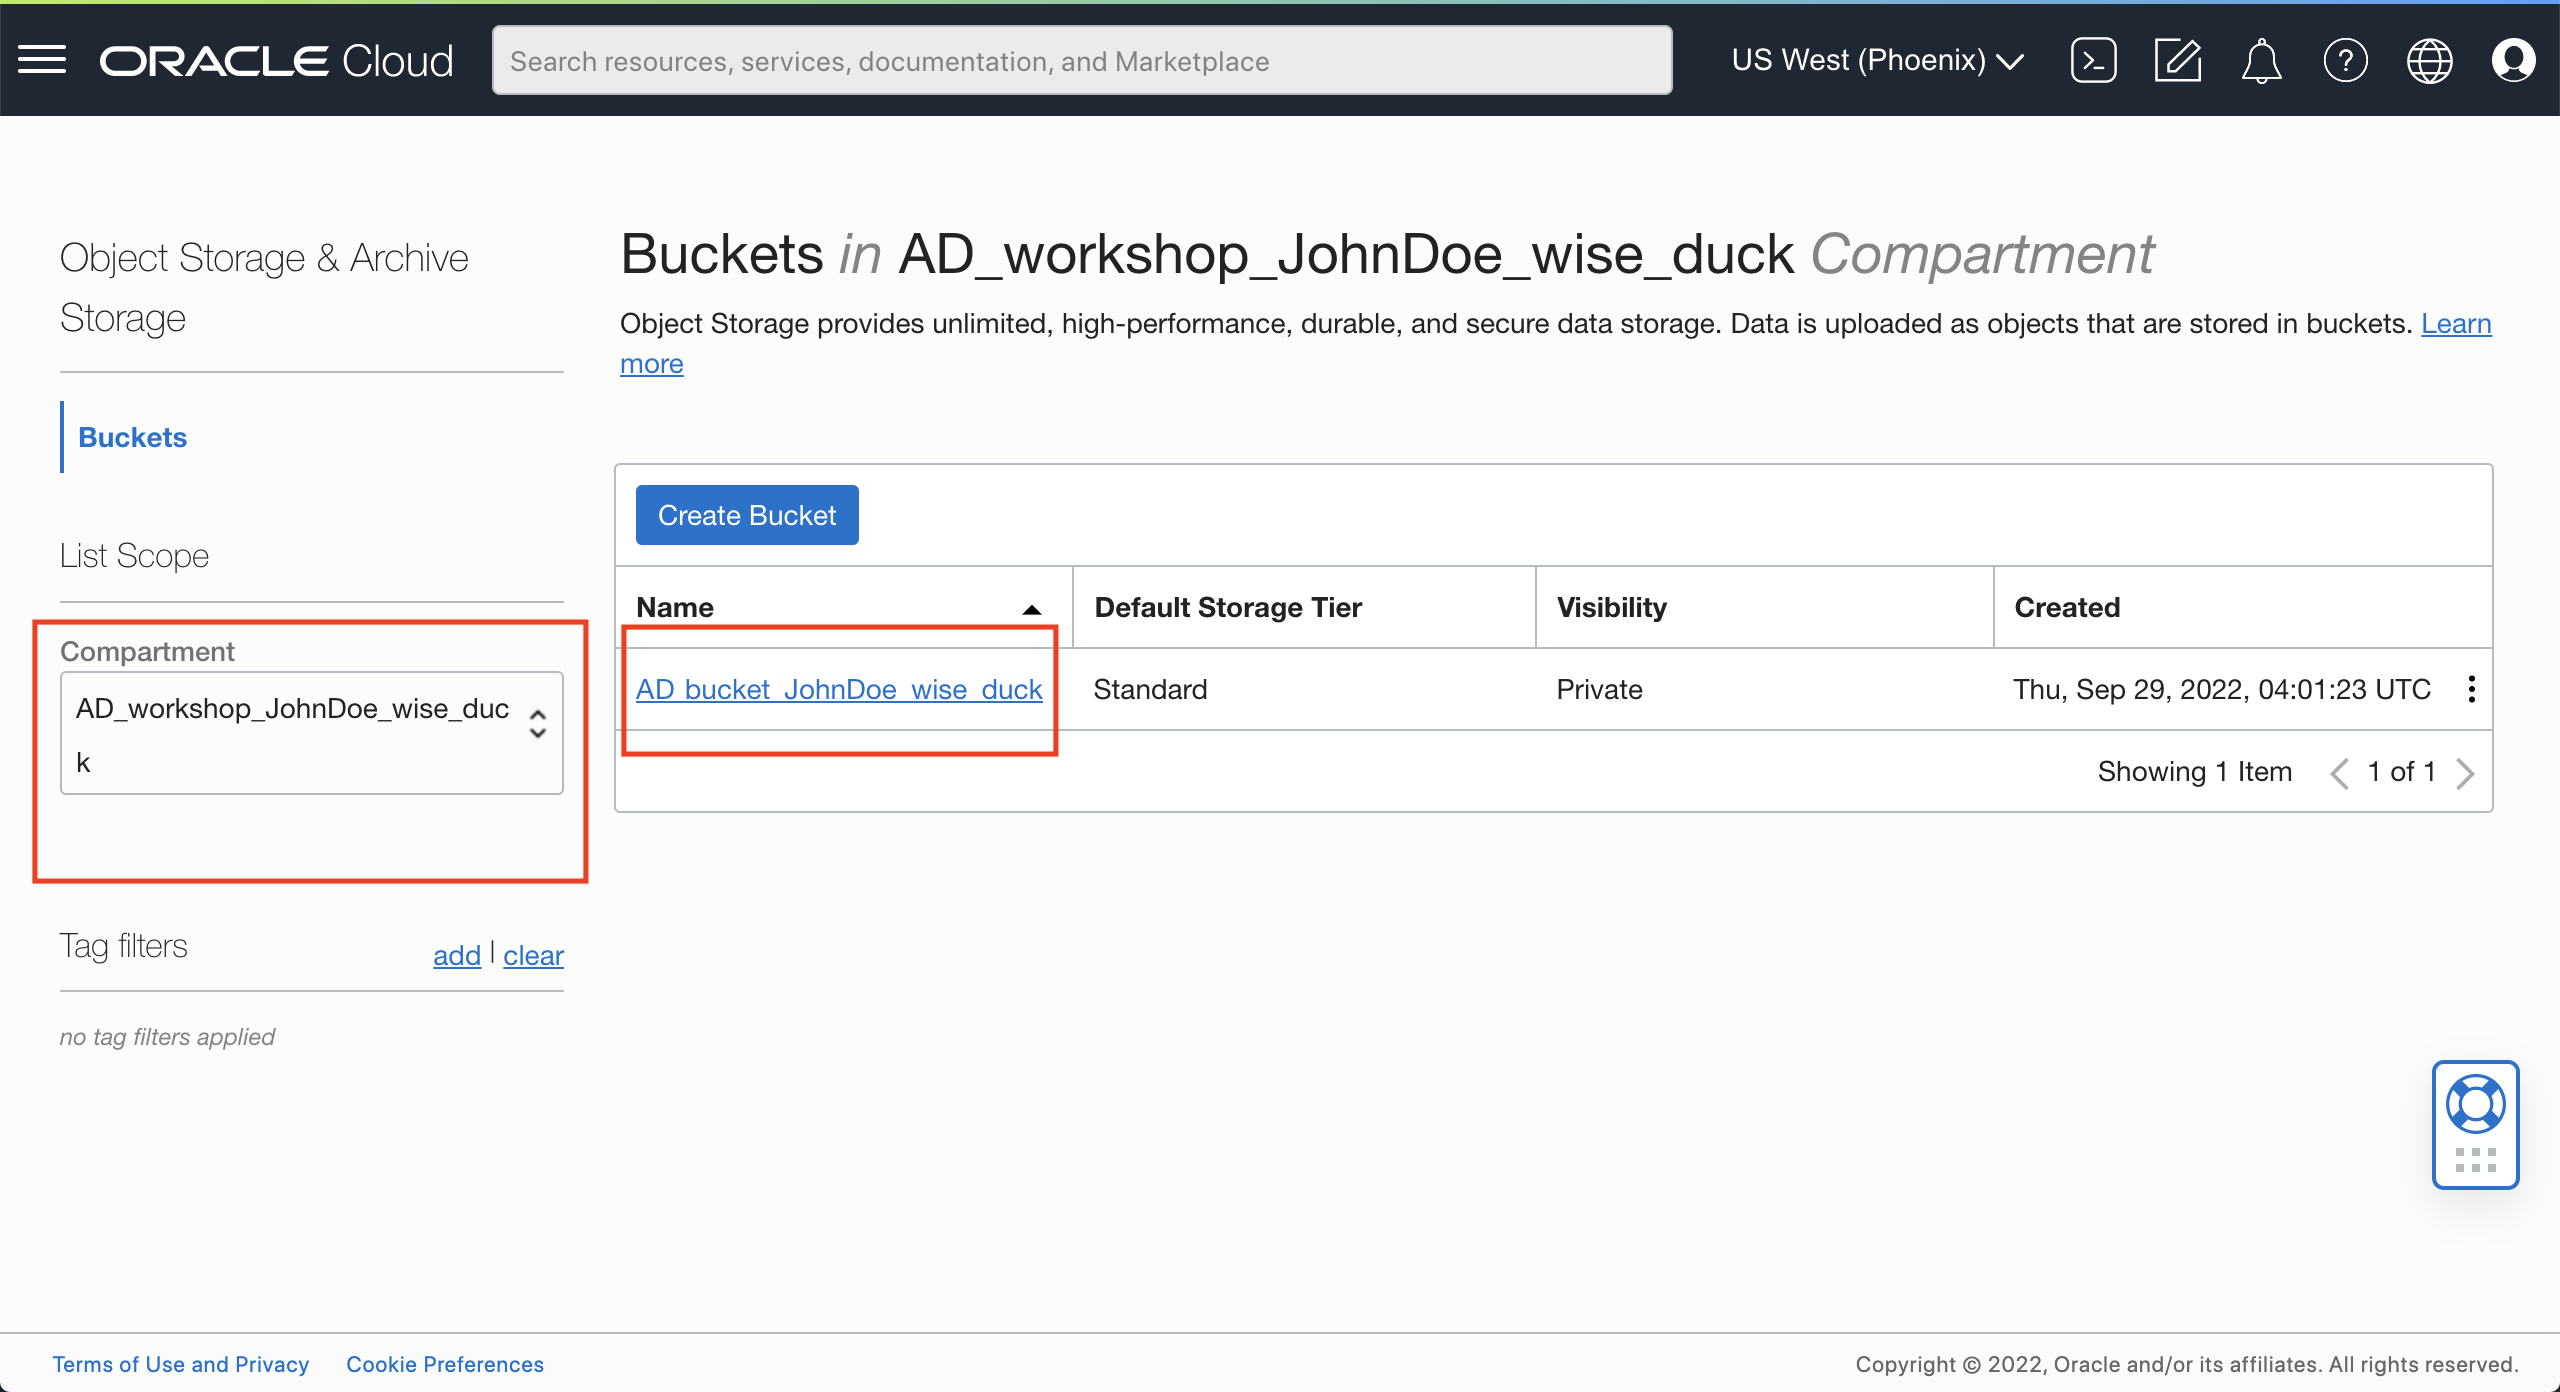 ORACLE Cloud
Search resources, services, documentation, and Marketplace
US West (Phoenix)
Object Storage & Archive
Storage
Buckets
List Scope
Compartment
AD_workshop_JohnDoe_wise_duc
k
Tag filters
add | clear
no tag filters applied
Buckets in AD_workshop_JohnDoe_wise_duck Compartment
Object Storage provides unlimited, high-performance, durable, and secure data storage. Data is uploaded as objects that are stored in buckets. Learn
more
Create Bucket
Name Default Storage Tier Visibility Created
AD_bucket_JohnDoe_wise_duck Standard Private Thu, Sep 29, 2022, 04:01:23 UTC
Showing 1 Item 1 of 1
Terms of Use and Privacy Cookie Preferences Copyright © 2022, Oracle and/or its affiliates. All rights reserved.